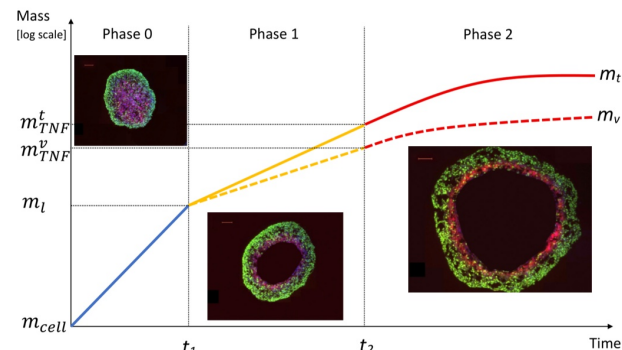 Mass
[log scale]
Phase 0
Phase 1
Phase 2
m_t
m^t_TNF
m_v
m^v_TNF
m_l
m_cell
t_1
t_2
Time